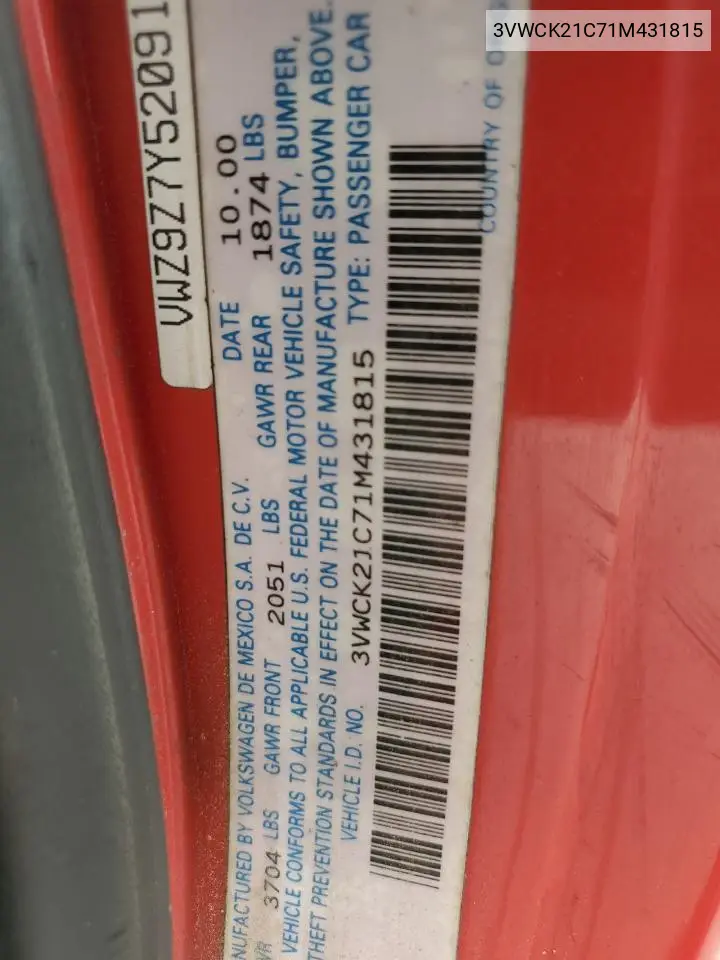 3VWCK21C71M431815
VWZ9Z7Y52091
MANUFACTURED BY VOLKSWAGEN DE MEXICO S.A. DE C.V. DATE 10.00
3704 LBS GAWR FRONT 2051 LBS GAWR REAR 1874 LBS
VEHICLE CONFORMS TO ALL APPLICABLE U.S. FEDERAL MOTOR VEHICLE SAFETY, BUMPER,
THEFT PREVENTION STANDARDS IN EFFECT ON THE DATE OF MANUFACTURE SHOWN ABOVE.
VEHICLE I.D. NO. 3VWCK21C71M431815 TYPE: PASSENGER CAR
COUNTRY OF